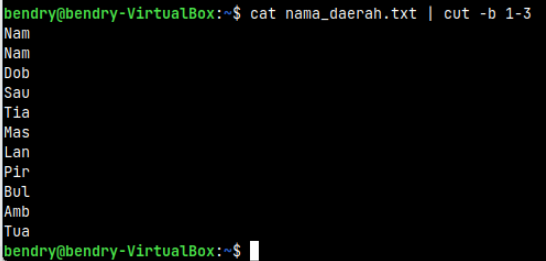 bendry@bendry-VirtualBox:~$ cat nama_daerah.txt | cut -b 1-3
Nam
Nam
Dob
Sau
Tia
Mas
Lan
Pir
Bul
Amb
Tua
bendry@bendry-VirtualBox:~$